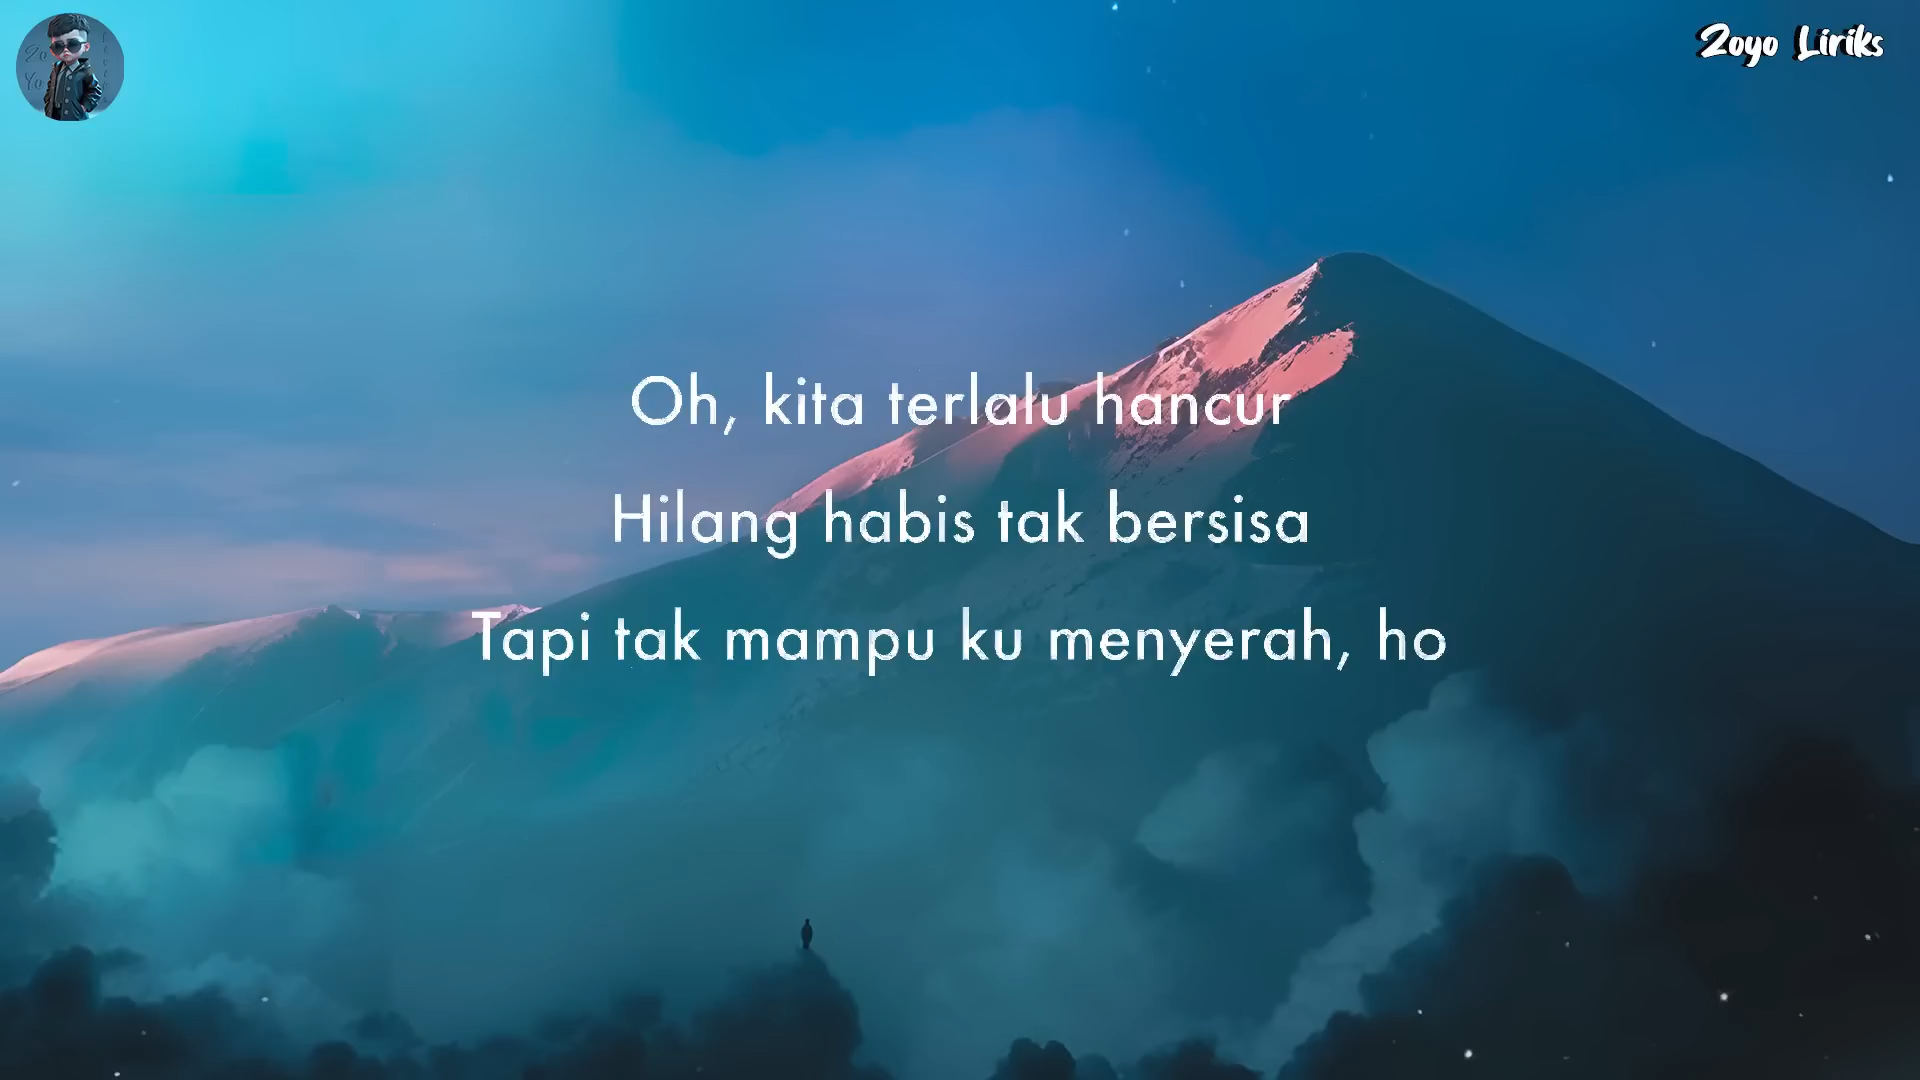 Zoyo Liriks
Oh, kita terlalu hancur
Hilang habis tak bersisa
Tapi tak mampu ku menyerah, ho